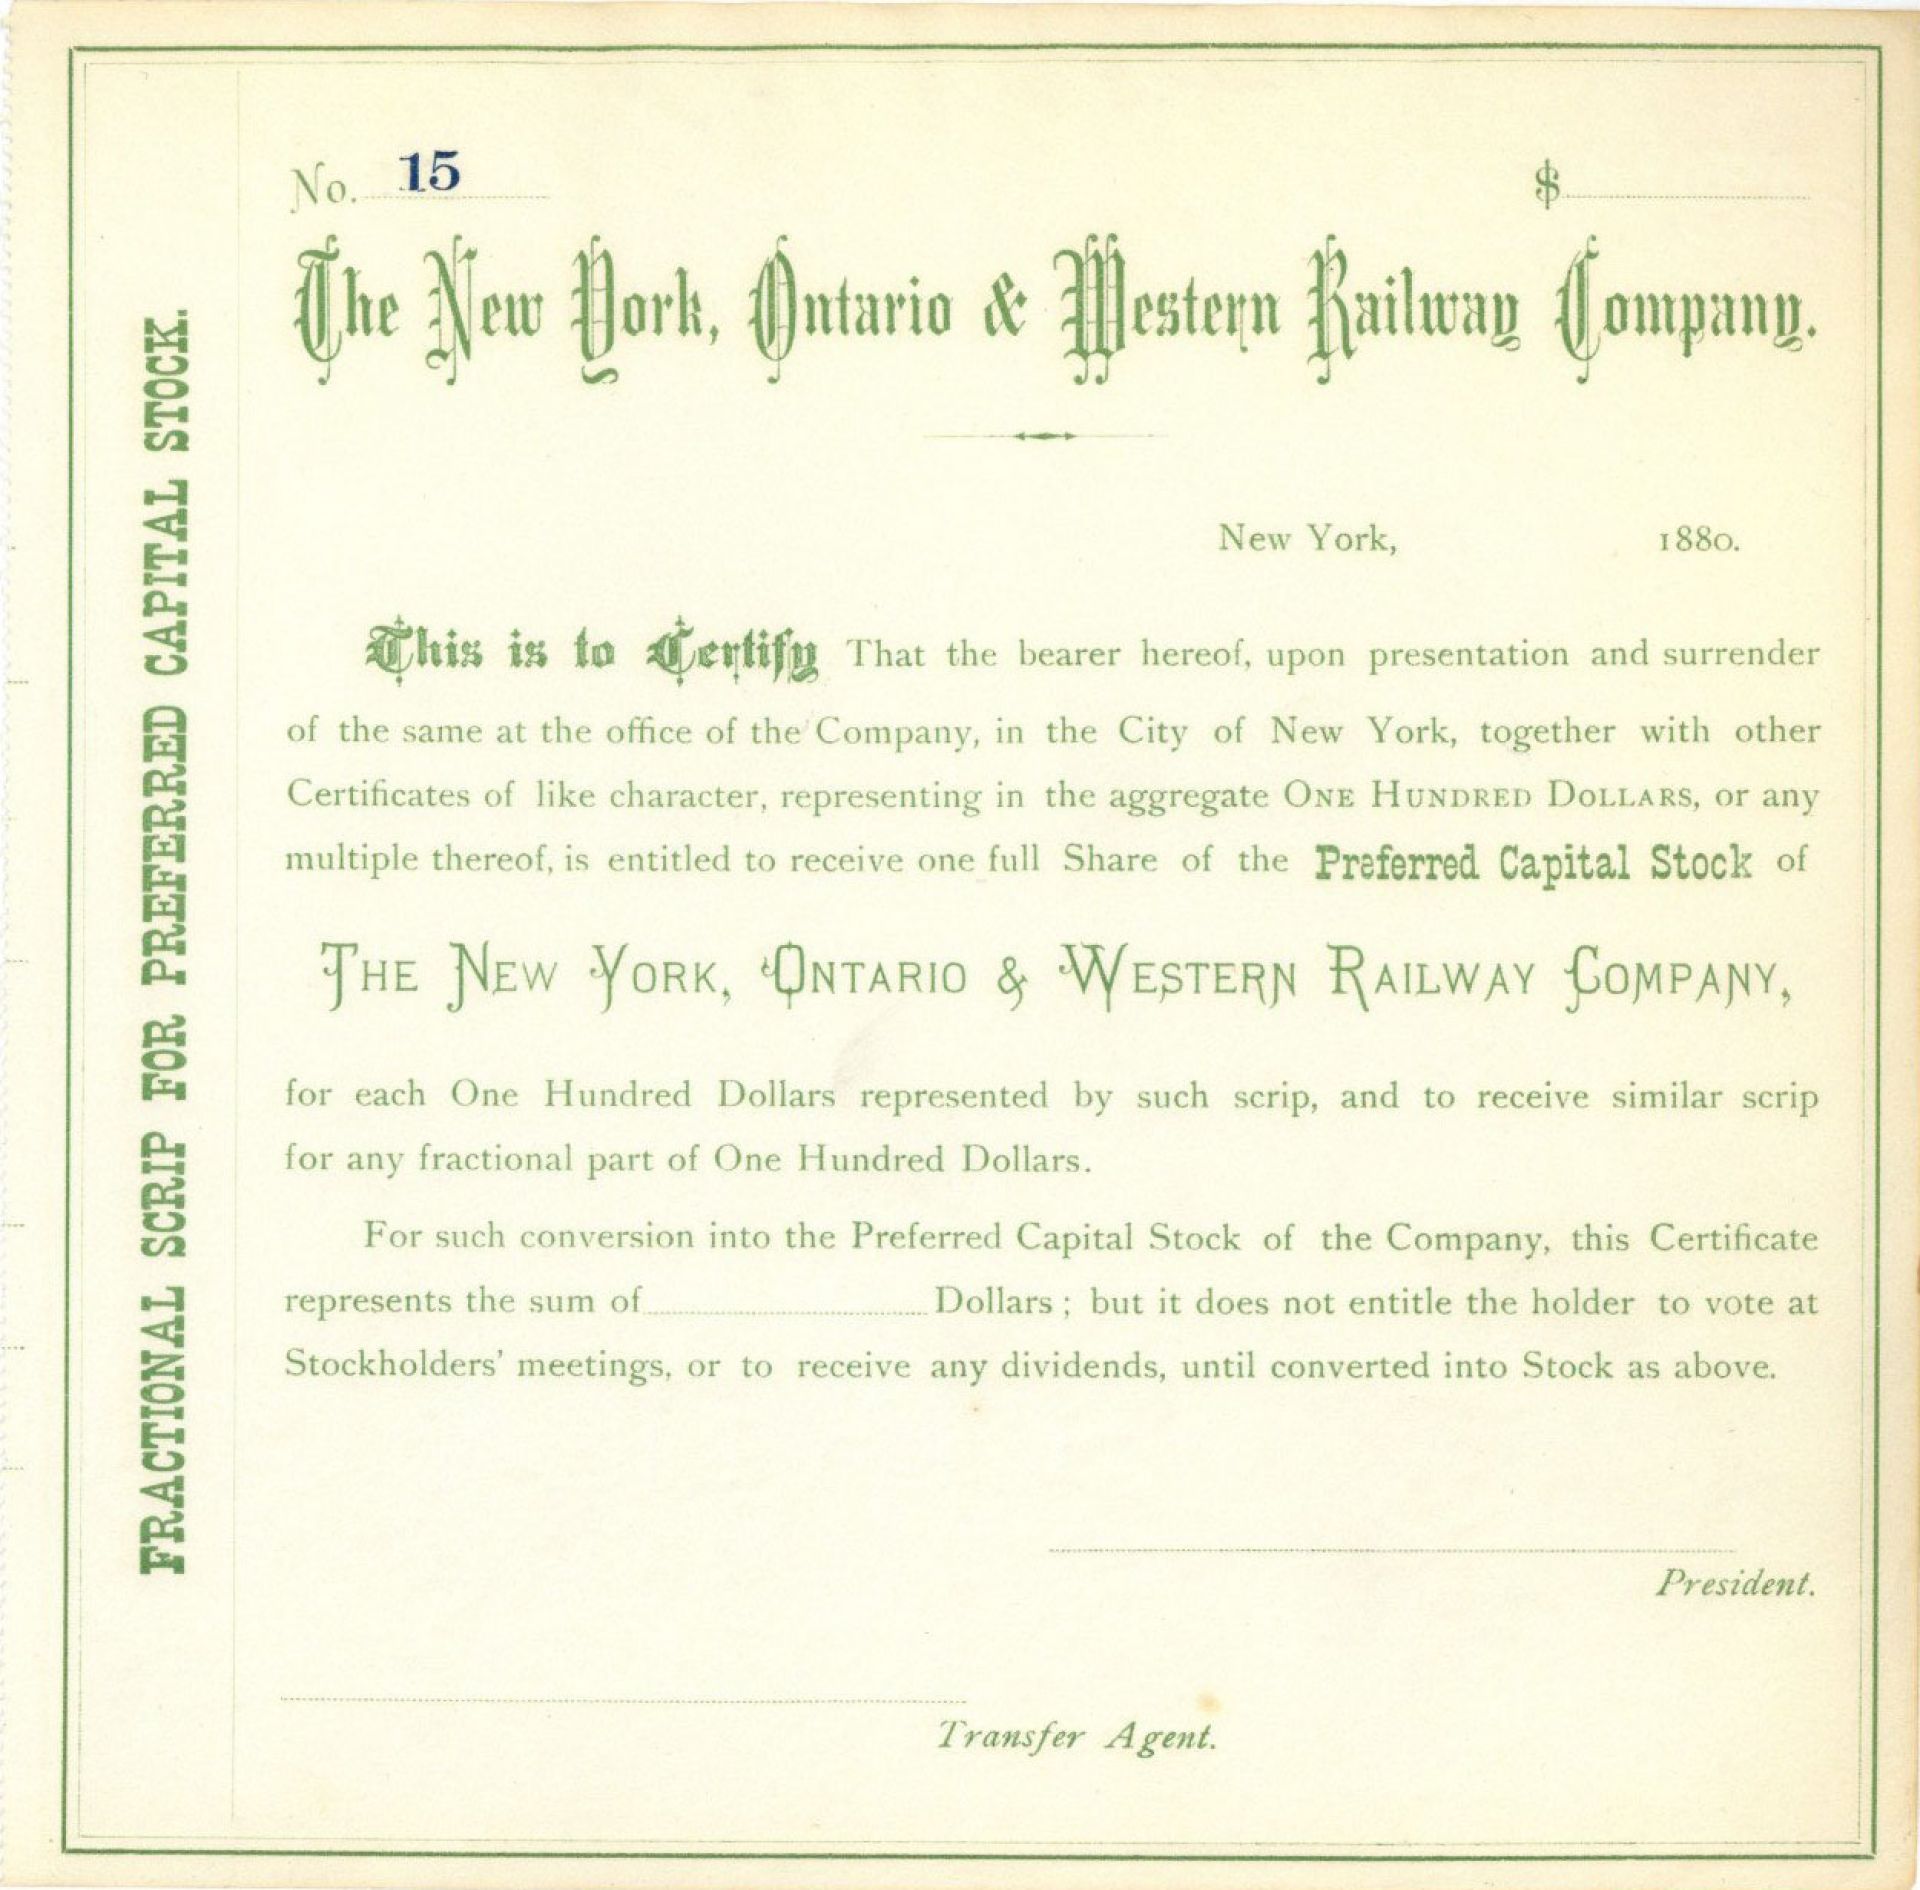 FRACTIONAL SCRIP FOR PREFERRED CAPITAL STOCK.
No. 15 $
The New York, Ontario & Western Railway Company.
New York, 1880.
This is to Certify That the bearer hereof, upon presentation and surrender
of the same at the office of the Company, in the City of New York, together with other
Certificates of like character, representing in the aggregate ONE HUNDRED DOLLARS, or any
multiple thereof, is entitled to receive one full Share of the Preferred Capital Stock of
THE NEW YORK, ONTARIO & WESTERN RAILWAY COMPANY,
for each One Hundred Dollars represented by such scrip, and to receive similar scrip
for any fractional part of One Hundred Dollars.
For such conversion into the Preferred Capital Stock of the Company, this Certificate
represents the sum of Dollars ; but it does not entitle the holder to vote at
Stockholders' meetings, or to receive any dividends, until converted into Stock as above.
President.
Transfer Agent.